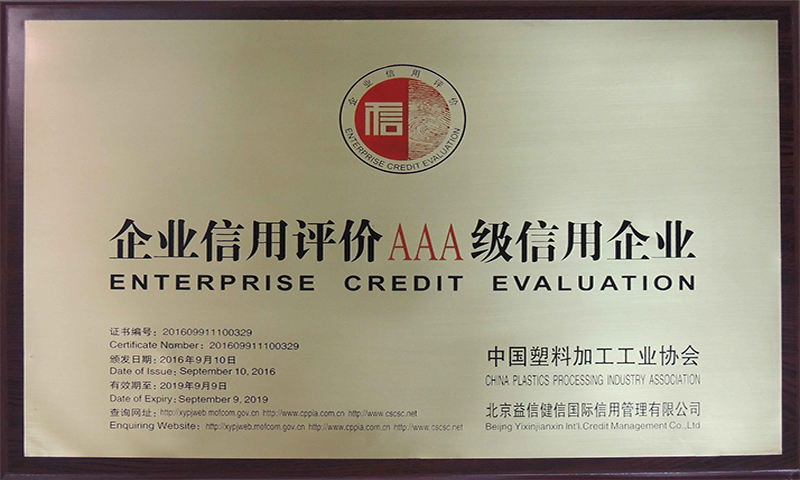 企业信用评价
信
ENTERPRISE CREDIT EVALUATION
企业信用评价AAA级信用企业
ENTERPRISE CREDIT EVALUATION
证书编号：201609911100329
Certificate Number：201609911100329
颁发日期：2016年9月10日
Date of Issue：September 10, 2016
有效期至：2019年9月9日
Date of Expiry：September 9, 2019
查询网址：http://xypjweb.mofcom.gov.cn http://www.cppia.com.cn http://www.cscsc.net
Enquiring Website：http://xypjweb.mofcom.gov.cn http://www.cppia.com.cn http://www.cscsc.net
中国塑料加工工业协会
CHINA PLASTICS PROCESSING INDUSTRY ASSOCIATION
北京益信健信国际信用管理有限公司
Beijng Yixinjianxin Int'l.Credit Management Co.,Ltd